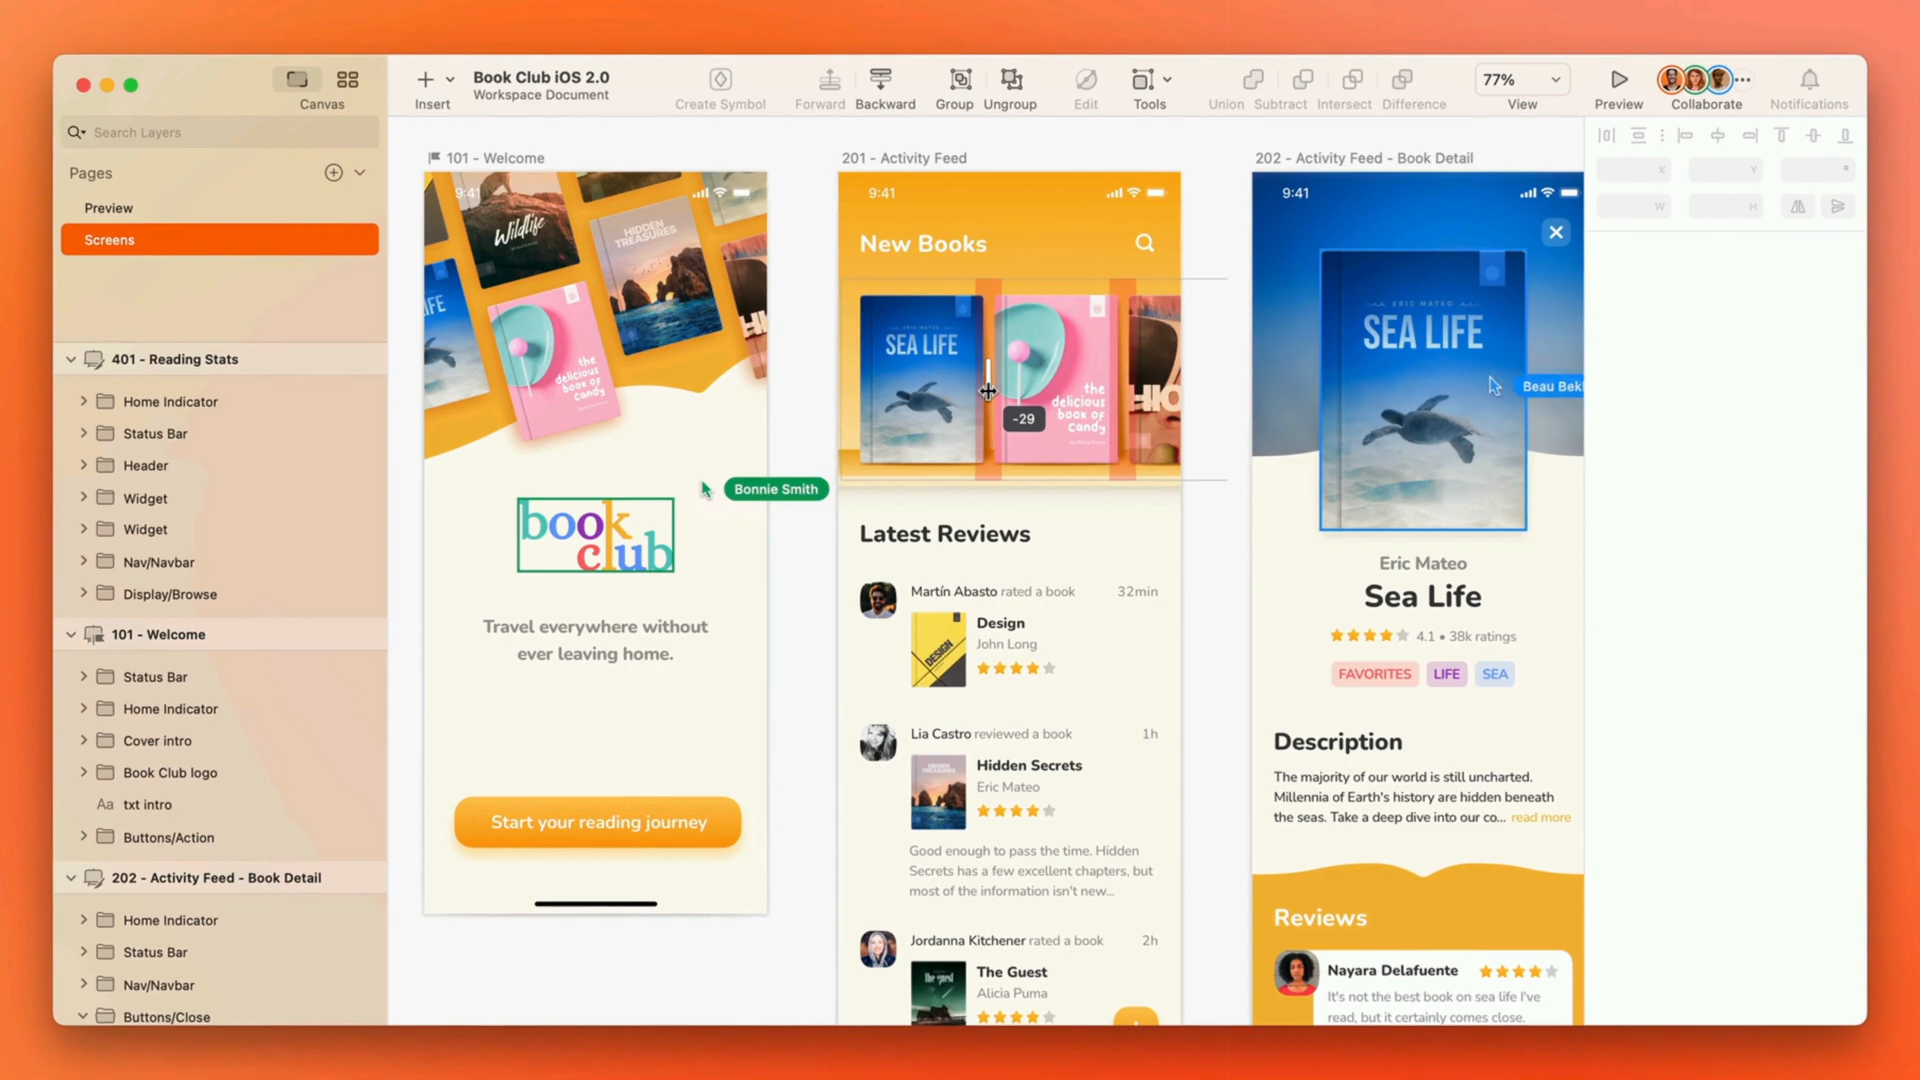 Canvas
Search Layers
Pages
Preview
Screens
401 - Reading Stats
Home Indicator
Status Bar
Header
Widget
Widget
Nav/Navbar
Display/Browse
101 - Welcome
Status Bar
Home Indicator
Cover intro
Book Club logo
Aa txt intro
Buttons/Action
202 - Activity Feed - Book Detail
Home Indicator
Status Bar
Nav/Navbar
Buttons/Close
Insert
Book Club iOS 2.0
Workspace Document
Create Symbol
Forward
Backward
Group
Ungroup
Edit
Tools
Union
Subtract
Intersect
Difference
77%
View
Preview
Collaborate
Notifications
101 - Welcome
9:41
Wildlife
HIDDEN
TREASURES
IFE
the
delicious
book of
candy
Bonnie Smith
book
club
Travel everywhere without
ever leaving home.
Start your reading journey
201 - Activity Feed
9:41
New Books
ERIC MATEO
SEA LIFE
the
delicious
book of
candy
-29
Latest Reviews
Martín Abasto rated a book 32min
DESIGN
Design
John Long
Lia Castro reviewed a book 1h
HIDDEN
TREASURES
Hidden Secrets
Eric Mateo
Good enough to pass the time. Hidden
Secrets has a few excellent chapters, but
most of the information isn't new...
Jordanna Kitchener rated a book 2h
the guest
The Guest
Alicia Puma
202 - Activity Feed - Book Detail
9:41
ERIC MATEO
SEA LIFE
Beau Bek
Eric Mateo
Sea Life
4.1 • 38k ratings
FAVORITES LIFE SEA
Description
The majority of our world is still uncharted.
Millennia of Earth's history are hidden beneath
the seas. Take a deep dive into our co... read more
Reviews
Nayara Delafuente
It's not the best book on sea life I've
read, but it certainly comes close.
X
Y
°
W
H